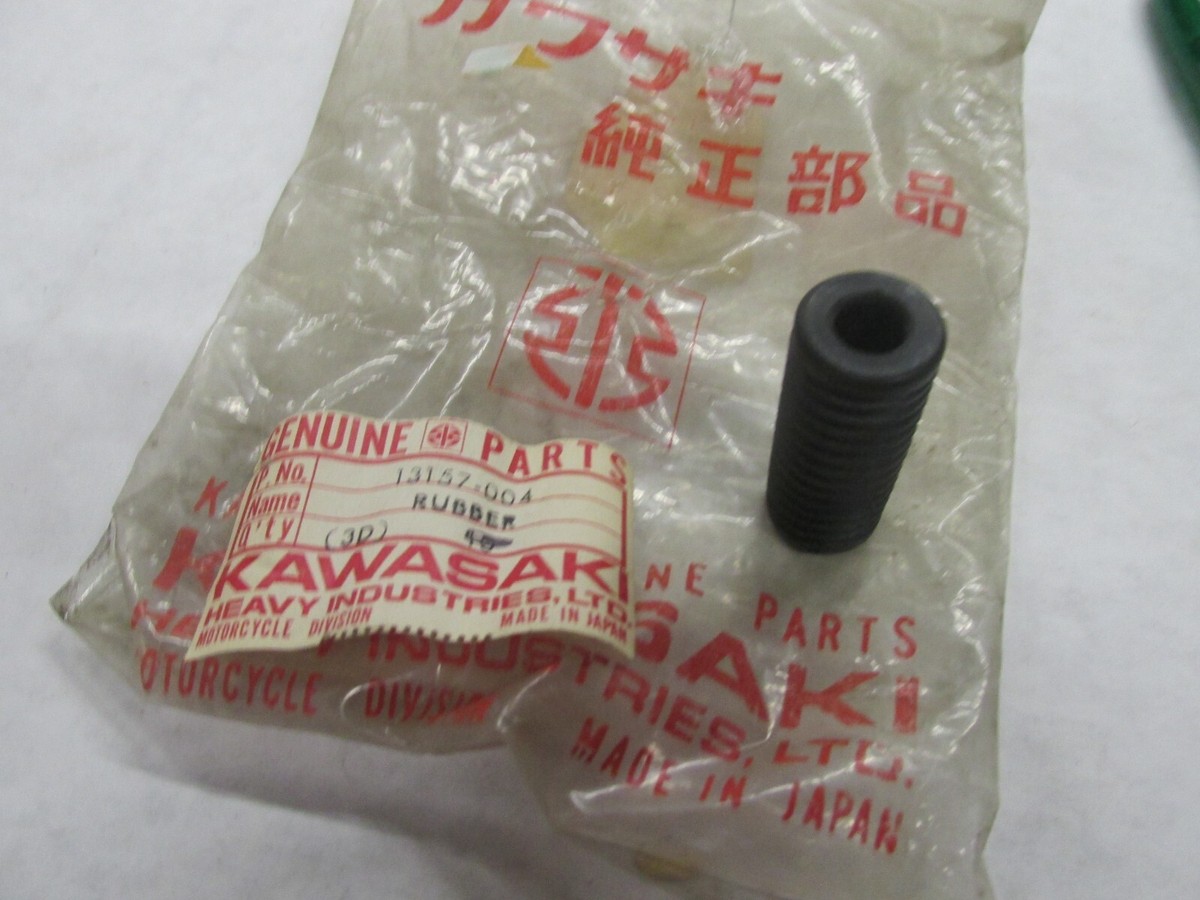 カワサキ
純正部品
GENUINE PARTS
P. No. 13157-004
Name RUBBER
Q'ty (3D)
KAWASAKI
HEAVY INDUSTRIES, LTD.
MOTORCYCLE DIVISION MADE IN JAPAN
NE PARTS
SAKI
INDUSTRIES, LTD.
OTORCYCLE DIVISION
MADE IN JAPAN